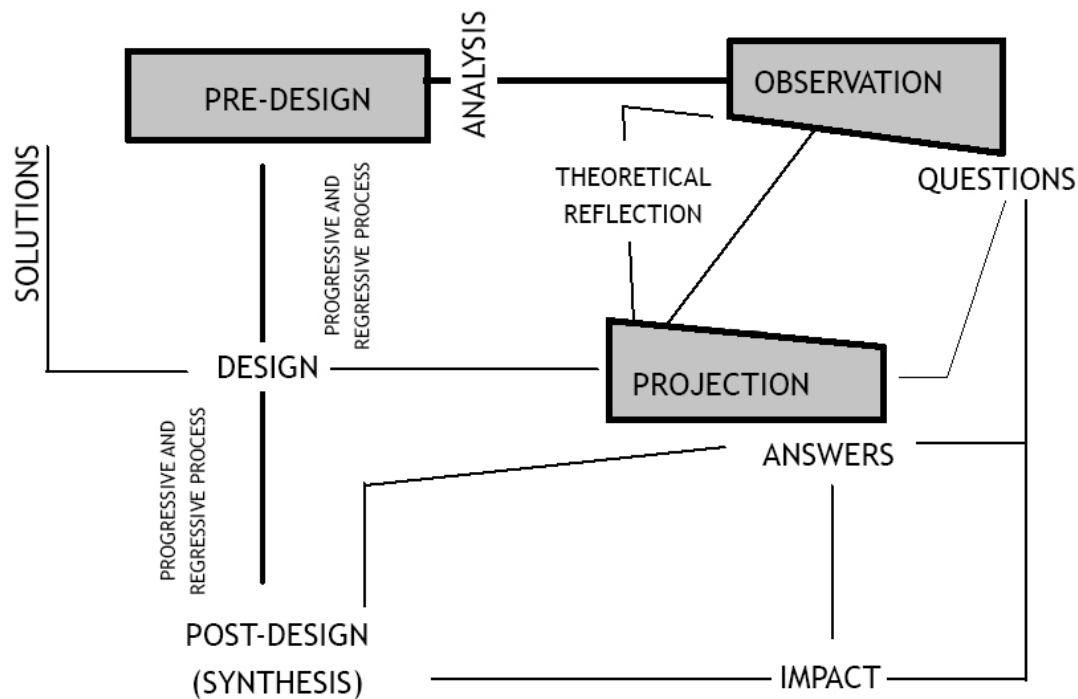 ANALYSIS
PRE-DESIGN
OBSERVATION
SOLUTIONS
PROGRESSIVE AND
REGRESSIVE PROCESS
THEORETICAL
REFLECTION
QUESTIONS
DESIGN
PROJECTION
PROGRESSIVE AND
REGRESSIVE PROCESS
ANSWERS
POST-DESIGN
(SYNTHESIS)
IMPACT